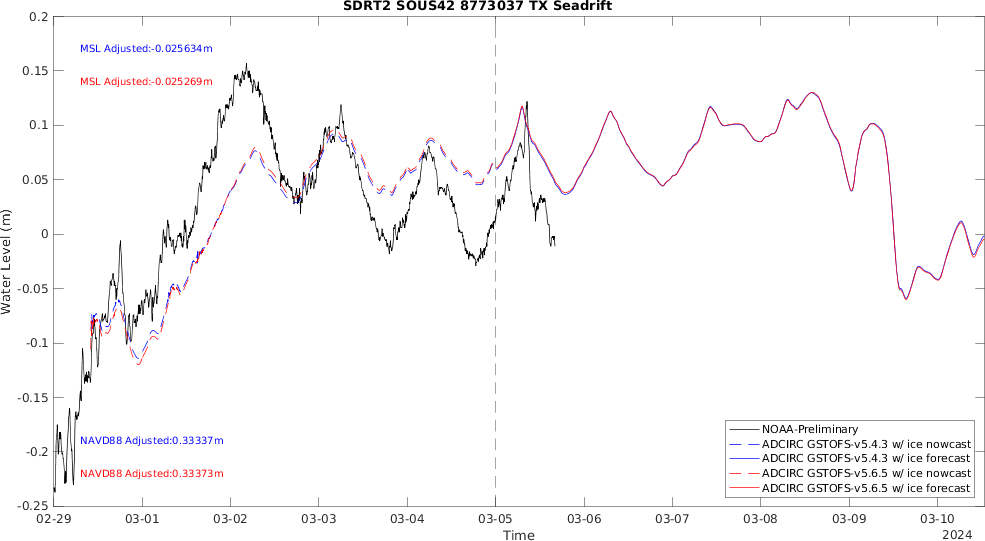 SDRT2 SOUS42 8773037 TX Seadrift
0.2
0.15
0.1
0.05
0
-0.05
-0.1
-0.15
-0.2
-0.25
Water Level (m)
MSL Adjusted:-0.025634m
MSL Adjusted:-0.025269m
NAVD88 Adjusted:0.33337m
NAVD88 Adjusted:0.33373m
NOAA-Preliminary
ADCIRC GSTOFS-v5.4.3 w/ ice nowcast
ADCIRC GSTOFS-v5.4.3 w/ ice forecast
ADCIRC GSTOFS-v5.6.5 w/ ice nowcast
ADCIRC GSTOFS-v5.6.5 w/ ice forecast
02-29 03-01 03-02 03-03 03-04 03-05 03-06 03-07 03-08 03-09 03-10
Time
2024